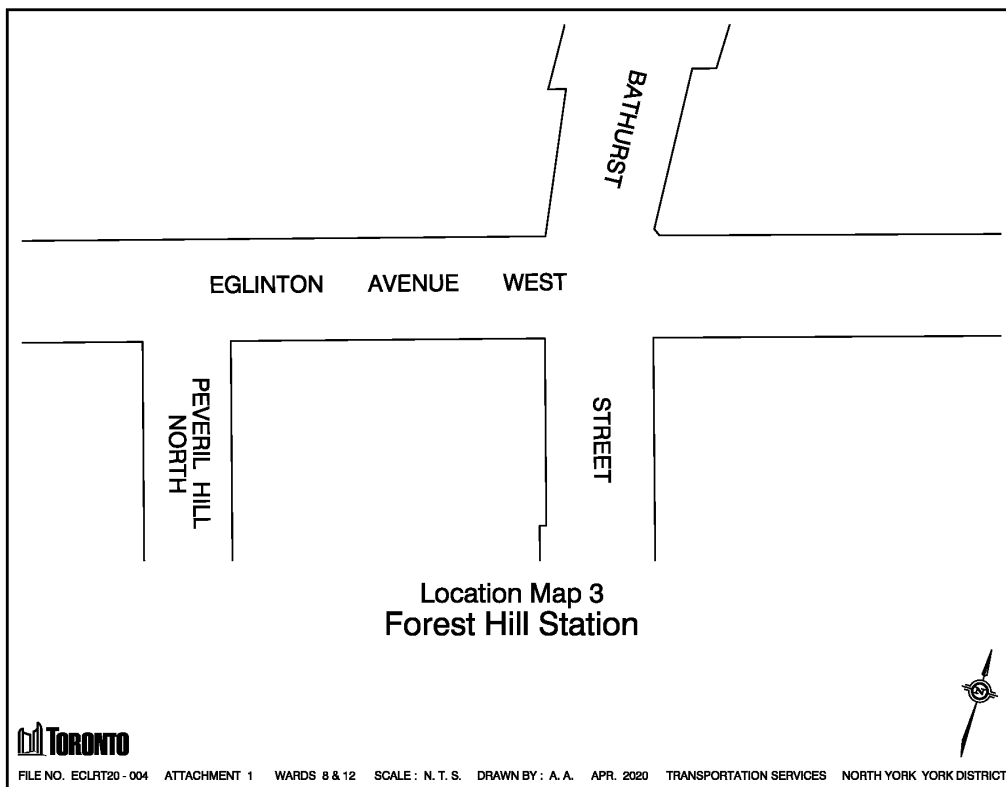 BATHURST
EGLINTON AVENUE WEST
PEVERIL HILL
NORTH
STREET
Location Map 3
Forest Hill Station
N
TORONTO
FILE NO. ECLRT20 - 004 ATTACHMENT 1 WARDS 8 & 12 SCALE : N. T. S. DRAWN BY : A. A. APR. 2020 TRANSPORTATION SERVICES NORTH YORK YORK DISTRICT